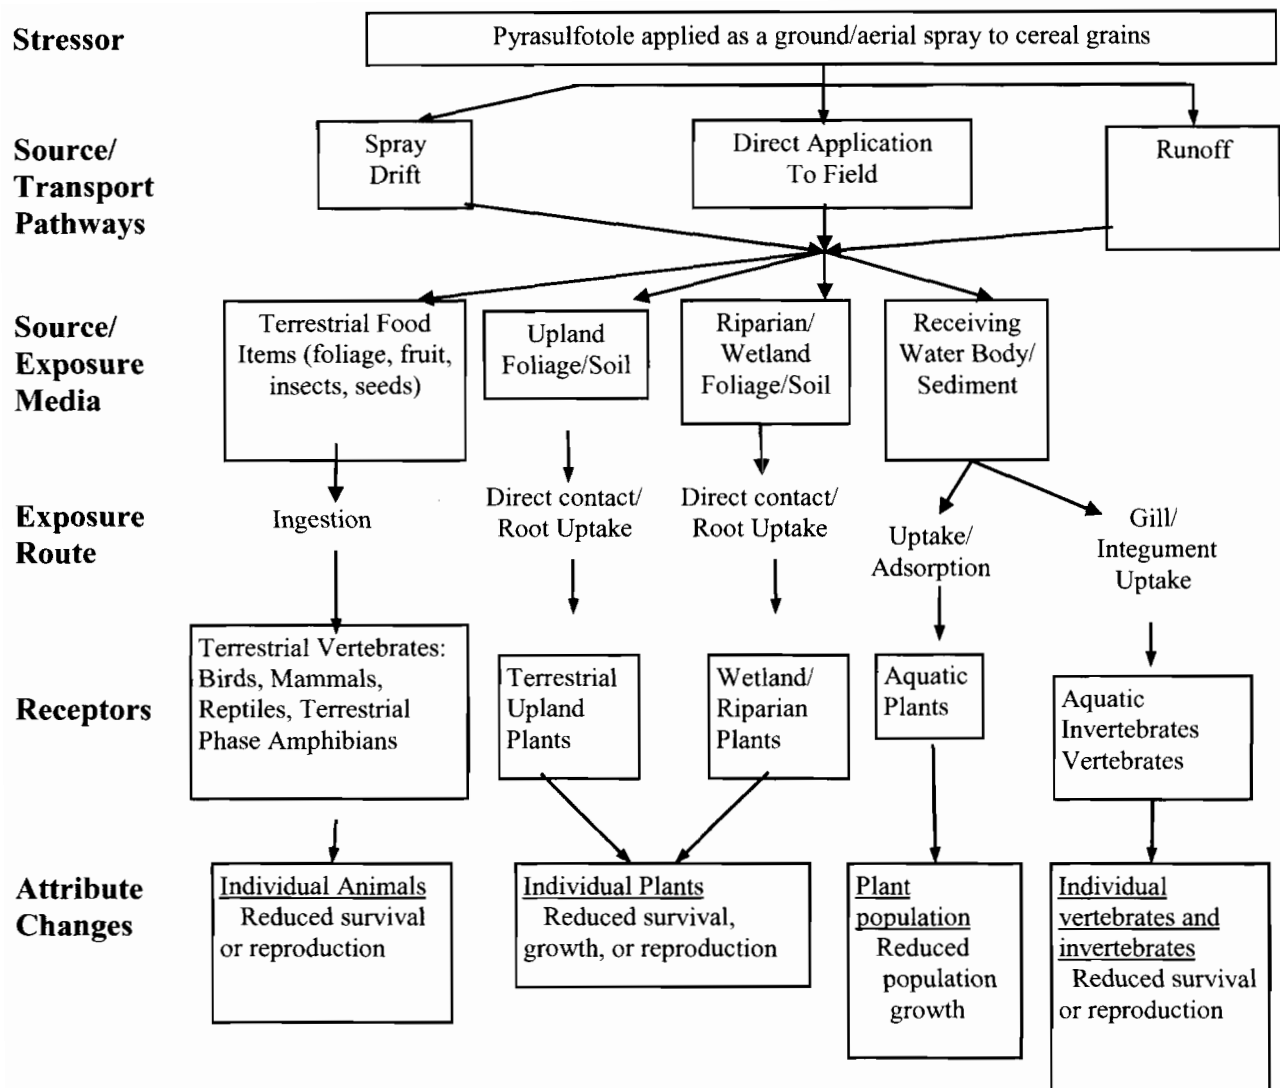 Stressor
Pyrasulfotole applied as a ground/aerial spray to cereal grains
Source/
Transport
Pathways
Spray
Drift
Direct Application
To Field
Runoff
Source/
Exposure
Media
Terrestrial Food
Items (foliage, fruit,
insects, seeds)
Upland
Foliage/Soil
Riparian/
Wetland
Foliage/Soil
Receiving
Water Body/
Sediment
Exposure
Route
Ingestion
Direct contact/
Root Uptake
Direct contact/
Root Uptake
Uptake/
Adsorption
Gill/
Integument
Uptake
Receptors
Terrestrial Vertebrates:
Birds, Mammals,
Reptiles, Terrestrial
Phase Amphibians
Terrestrial
Upland
Plants
Wetland/
Riparian
Plants
Aquatic
Plants
Aquatic
Invertebrates
Vertebrates
Attribute
Changes
Individual Animals
Reduced survival
or reproduction
Individual Plants
Reduced survival,
growth, or reproduction
Plant
population
Reduced
population
growth
Individual
vertebrates and
invertebrates
Reduced survival
or reproduction